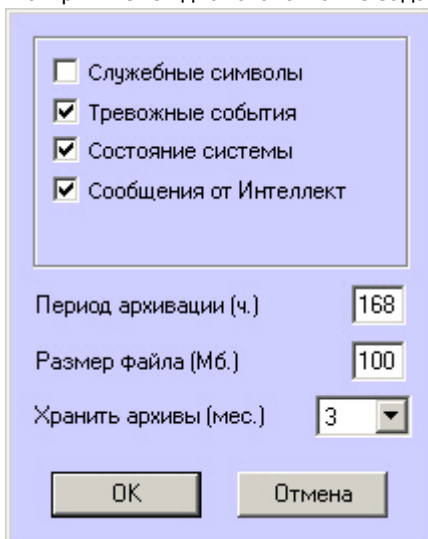 Служебные символы
Тревожные события
Состояние системы
Сообщения от Интеллект
Период архивации (ч.) 168
Размер файла (Мб.) 100
Хранить архивы (мес.) 3
OK Отмена